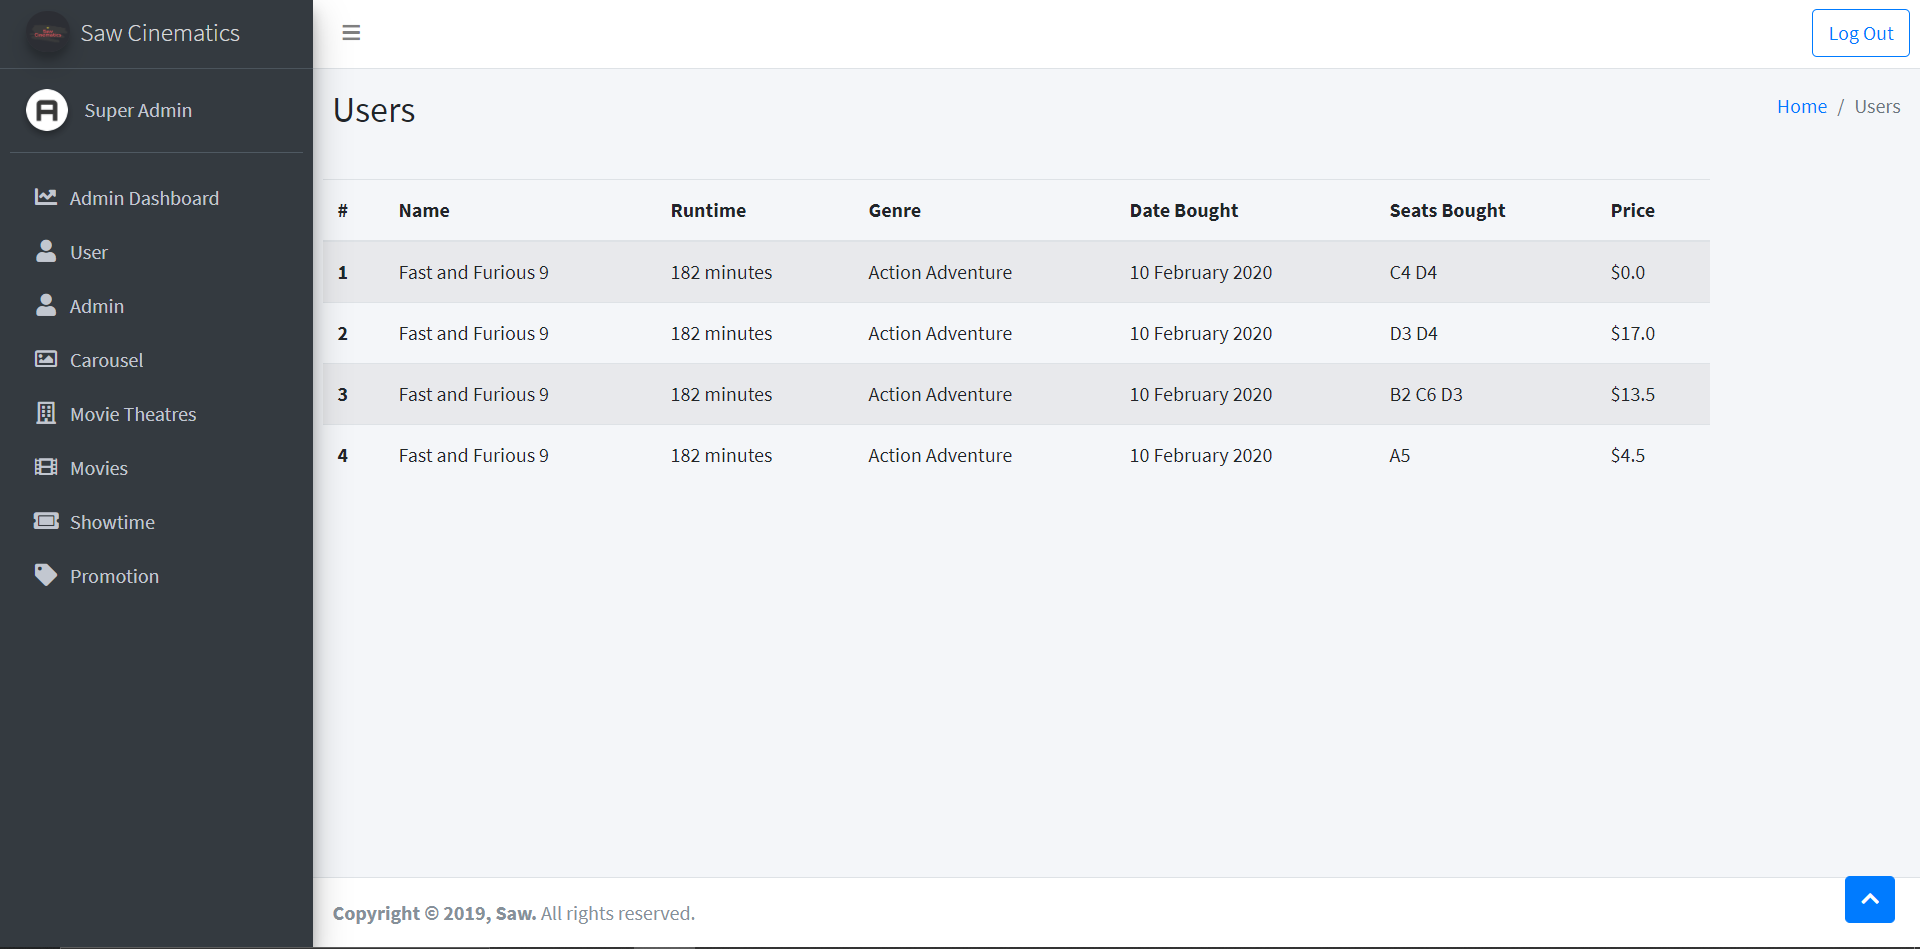 Saw Cinematics
Log Out
Super Admin
Users
Home / Users
Admin Dashboard
User
Admin
Carousel
Movie Theatres
Movies
Showtime
Promotion
# Name Runtime Genre Date Bought Seats Bought Price
1 Fast and Furious 9 182 minutes Action Adventure 10 February 2020 C4 D4 $0.0
2 Fast and Furious 9 182 minutes Action Adventure 10 February 2020 D3 D4 $17.0
3 Fast and Furious 9 182 minutes Action Adventure 10 February 2020 B2 C6 D3 $13.5
4 Fast and Furious 9 182 minutes Action Adventure 10 February 2020 A5 $4.5
Copyright © 2019, Saw. All rights reserved.